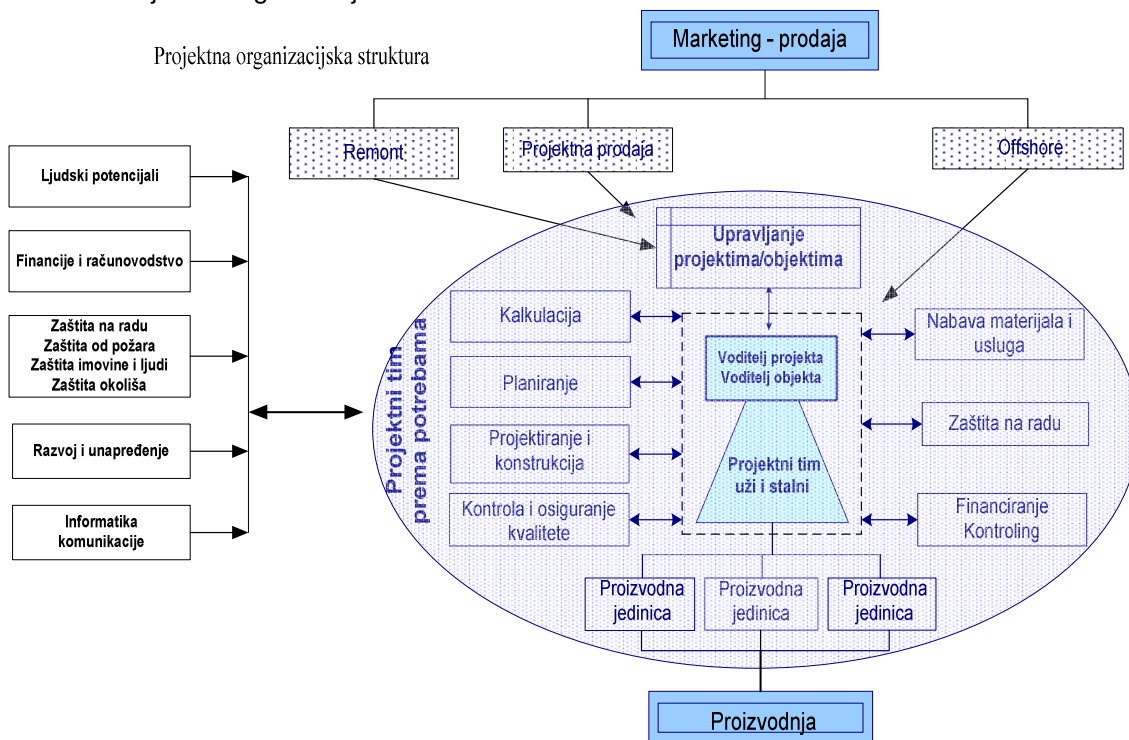 Projektna organizacijska struktura
Marketing - prodaja
Remont
Projektna prodaja
Offshore
Ljudski potencijali
Financije i računovodstvo
Zaštita na radu
Zaštita od požara
Zaštita imovine i ljudi
Zaštita okoliša
Razvoj i unapređenje
Informatika
komunikacije
Projektni tim
prema potrebama
Upravljanje
projektima/objektima
Kalkulacija
Planiranje
Projektiranje i
konstrukcija
Kontrola i osiguranje
kvalitete
Voditelj projekta
Voditelj objekta
Projektni tim
uži i stalni
Nabava materijala i
usluga
Zaštita na radu
Financiranje
Kontroling
Proizvodna
jedinica
Proizvodna
jedinica
Proizvodna
jedinica
Proizvodnja